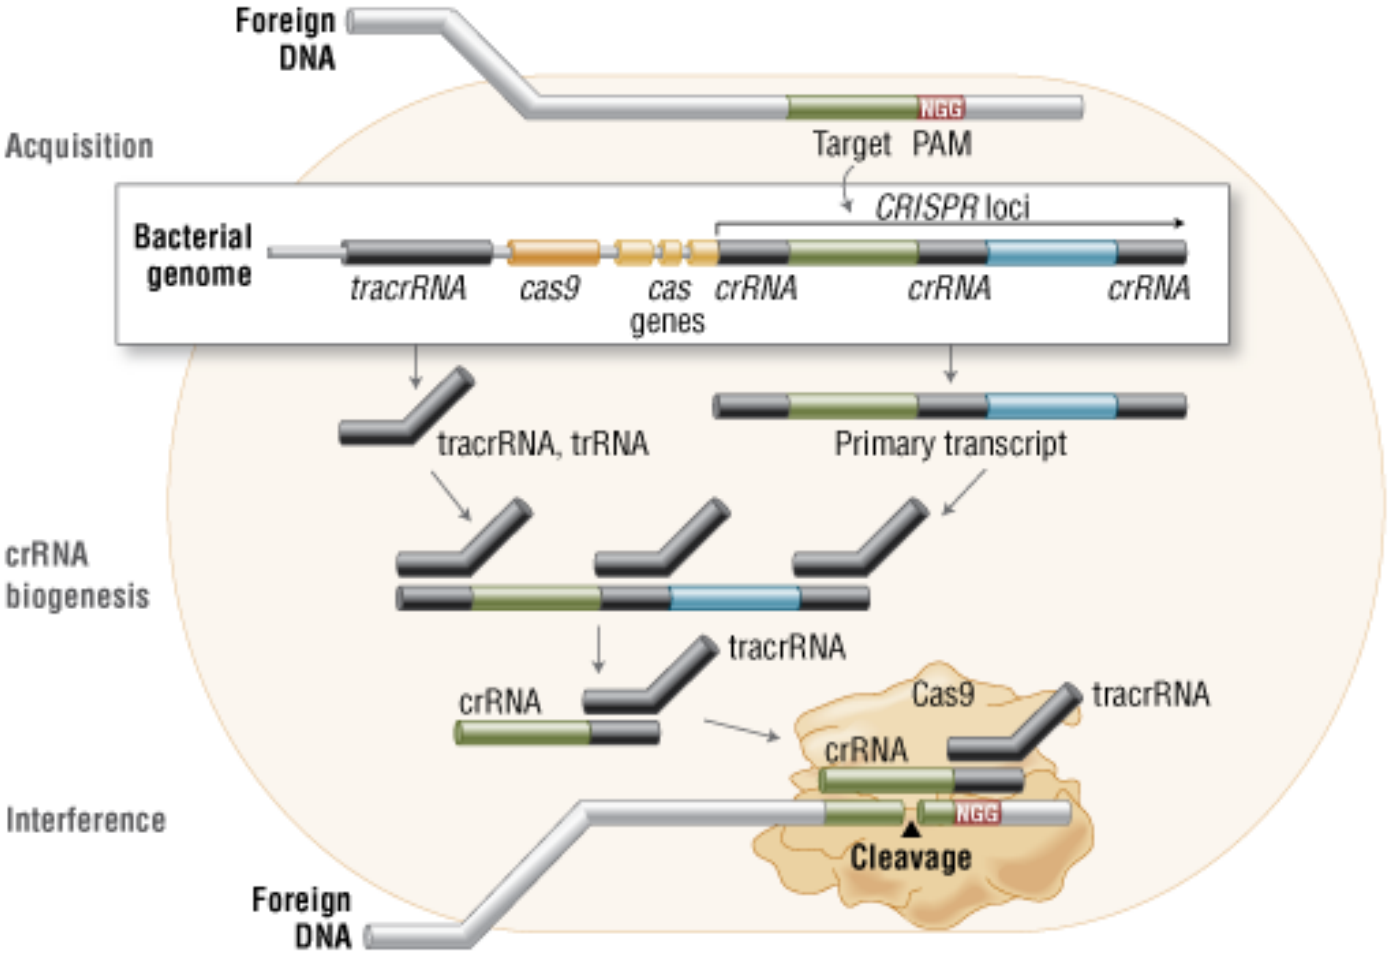 Foreign
DNA
NGG
Acquisition
Target PAM
CRISPR loci
Bacterial
genome
tracrRNA cas9 cas crRNA crRNA crRNA
genes
tracrRNA, trRNA
Primary transcript
crRNA
biogenesis
tracrRNA
crRNA
Cas9
tracrRNA
crRNA
Interference
NGG
Cleavage
Foreign
DNA